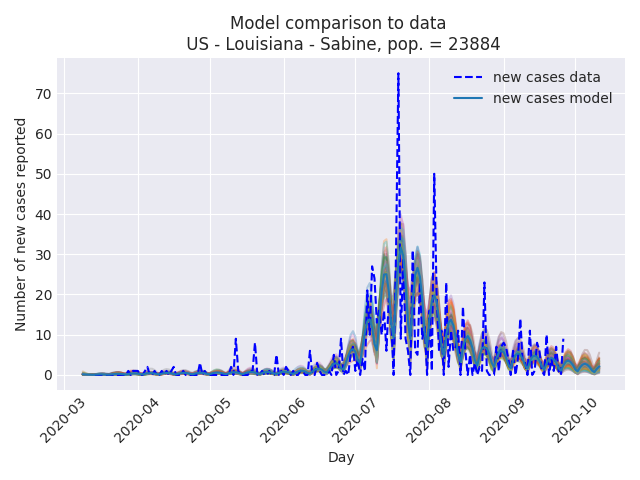 Model comparison to data
US - Louisiana - Sabine, pop. = 23884
new cases data
new cases model
Number of new cases reported
70
60
50
40
30
20
10
0
2020-03
2020-04
2020-05
2020-06
2020-07
2020-08
2020-09
2020-10
Day